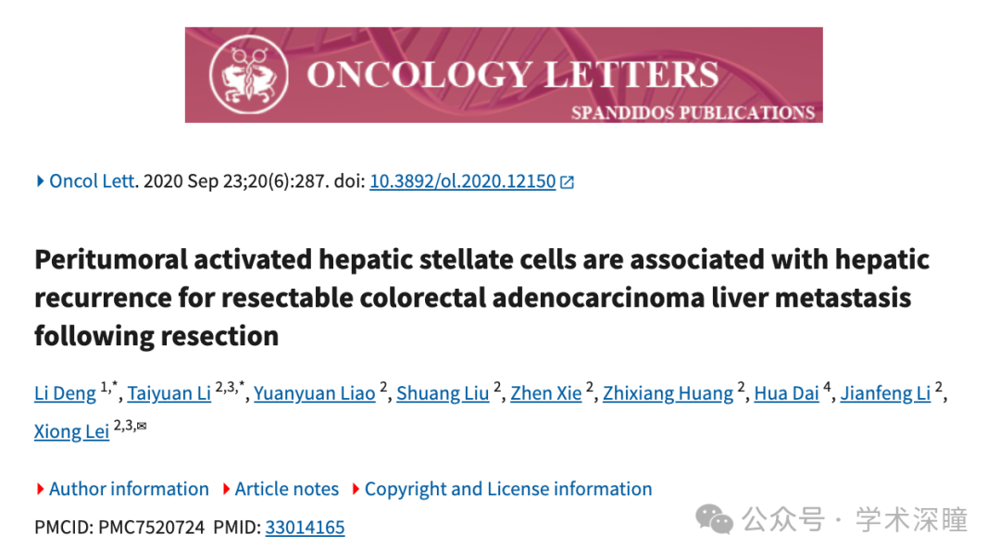 ONCOLOGY LETTERS
SPANDIDOS PUBLICATIONS
Oncol Lett. 2020 Sep 23;20(6):287. doi: 10.3892/ol.2020.12150
Peritumoral activated hepatic stellate cells are associated with hepatic
recurrence for resectable colorectal adenocarcinoma liver metastasis
following resection
Li Deng 1,*, Taiyuan Li 2,3,*, Yuanyuan Liao 2, Shuang Liu 2, Zhen Xie 2, Zhixiang Huang 2, Hua Dai 4, Jianfeng Li 2,
Xiong Lei 2,3,✉
Author information Article notes Copyright and License information
PMCID: PMC7520724 PMID: 33014165
公众号 · 学术深瞳